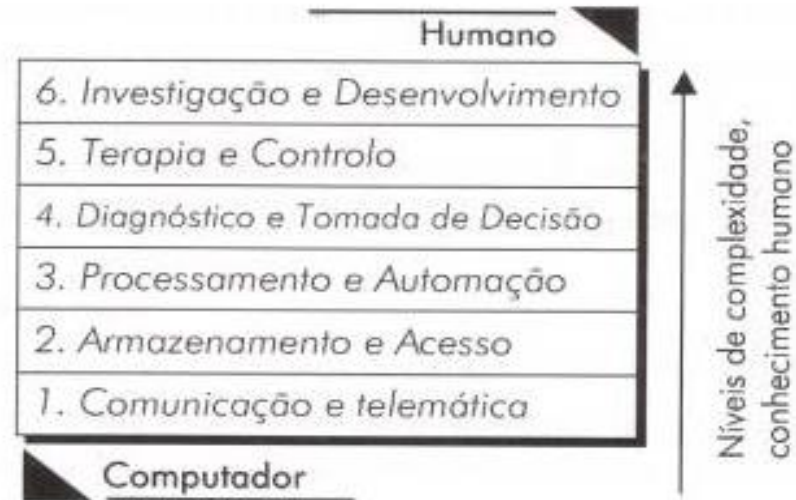 Humano
6. Investigação e Desenvolvimento
5. Terapia e Controlo
4. Diagnóstico e Tomada de Decisão
3. Processamento e Automação
2. Armazenamento e Acesso
1. Comunicação e telemática
Computador
Níveis de complexidade,
conhecimento humano